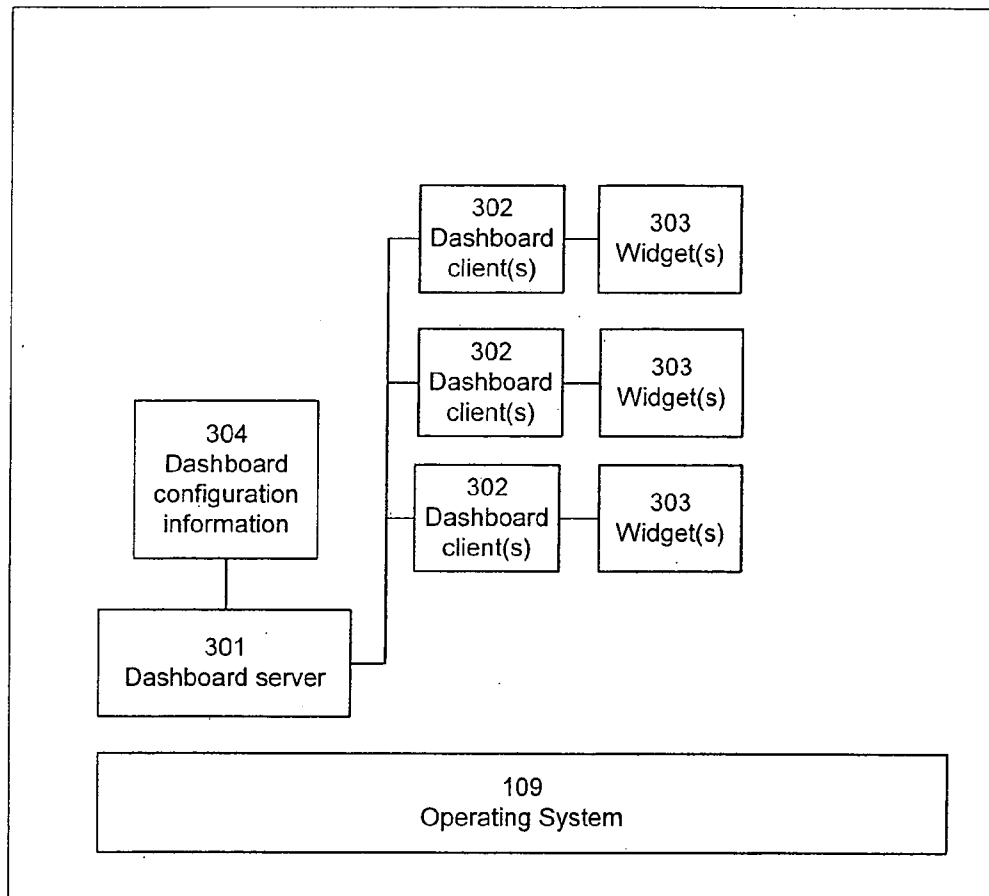 302
Dashboard
client(s)
303
Widget(s)
302
Dashboard
client(s)
303
Widget(s)
304
Dashboard
configuration
information
302
Dashboard
client(s)
303
Widget(s)
301
Dashboard server
109
Operating System